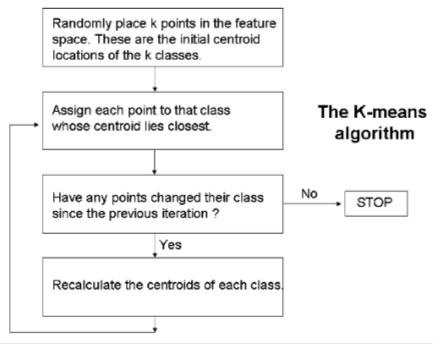 Randomly place k points in the feature
space. These are the initial centroid
locations of the k classes.
Assign each point to that class
whose centroid lies closest.
The K-means
algorithm
Have any points changed their class
since the previous iteration ?
No
STOP
Yes
Recalculate the centroids of each class.